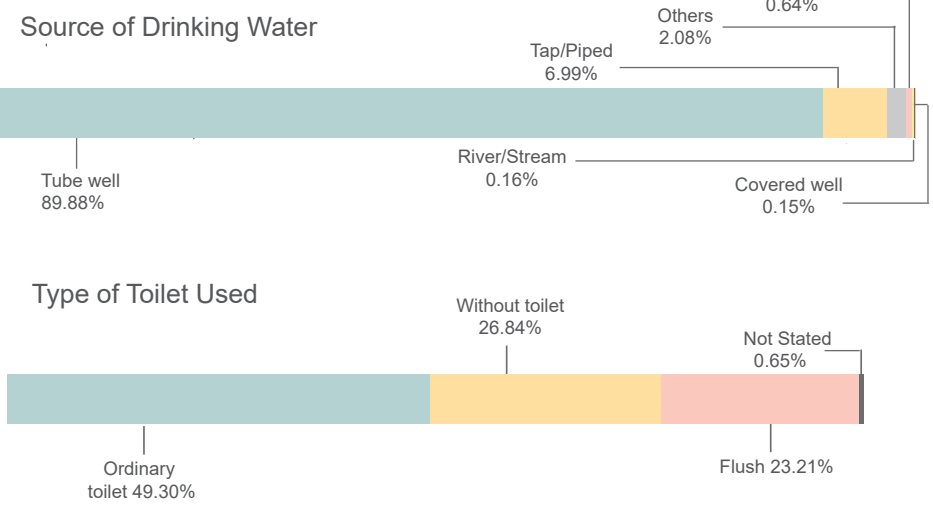 0.64%
Source of Drinking Water
Others
2.08%
Tap/Piped
6.99%
River/Stream
0.16%
Tube well
89.88%
Covered well
0.15%
Type of Toilet Used
Without toilet
26.84%
Not Stated
0.65%
Ordinary
toilet 49.30%
Flush 23.21%